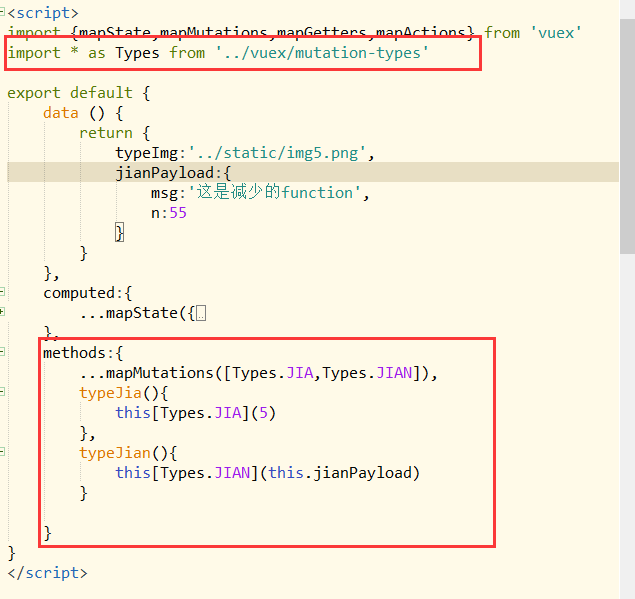 <script>
import {mapState,mapMutations,mapGetters,mapActions} from 'vuex'
import * as Types from '../vuex/mutation-types'
export default {
data () {
return {
typeImg:'../static/img5.png',
jianPayload:{
msg:'这是减少的function',
n:55
}
}
},
computed:{
...mapState({..
},
methods:{
...mapMutations([Types.JIA,Types.JIAN]),
typeJia(){
this[Types.JIA](5)
},
typeJian(){
this[Types.JIAN](this.jianPayload)
}
}
}
</script>